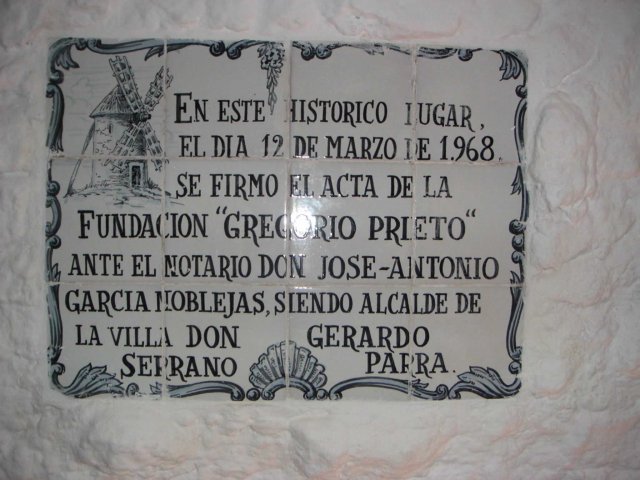 EN ESTE HISTORICO LUGAR,
EL DIA 12 DE MARZO DE 1.968
SE FIRMO EL ACTA DE LA
FUNDACION "GREGORIO PRIETO"
ANTE EL NOTARIO DON JOSE-ANTONIO
GARCIA NOBLEJAS, SIENDO ALCALDE DE
LA VILLA DON GERARDO
SERRANO PARRA.